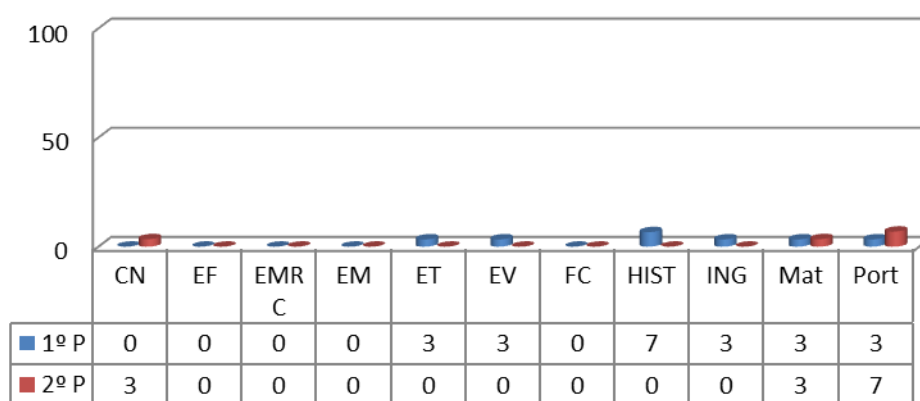 100
50
0
CN EF EMR C EM ET EV FC HIST ING Mat Port
1º P 0 0 0 0 3 3 0 7 3 3 3
2º P 3 0 0 0 0 0 0 0 0 3 7